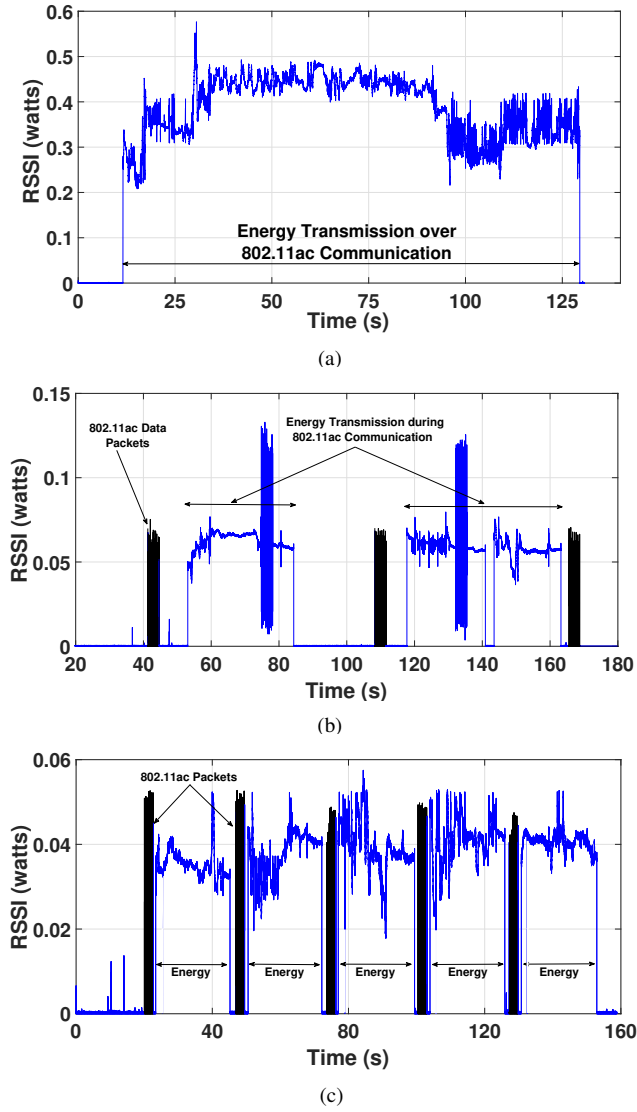 0.6
0.5
0.4
0.3
0.2
0.1
0
RSSI (watts)
Energy Transmission over
802.11ac Communication
0 25 50 75 100 125
Time (s)
(a)
0.15
0.1
0.05
0
RSSI (watts)
802.11ac Data
Packets
Energy Transmission during
802.11ac Communication
20 40 60 80 100 120 140 160 180
Time (s)
(b)
0.06
0.04
0.02
0
RSSI (watts)
802.11ac Packets
Energy Energy Energy Energy Energy
0 40 80 120 160
Time (s)
(c)